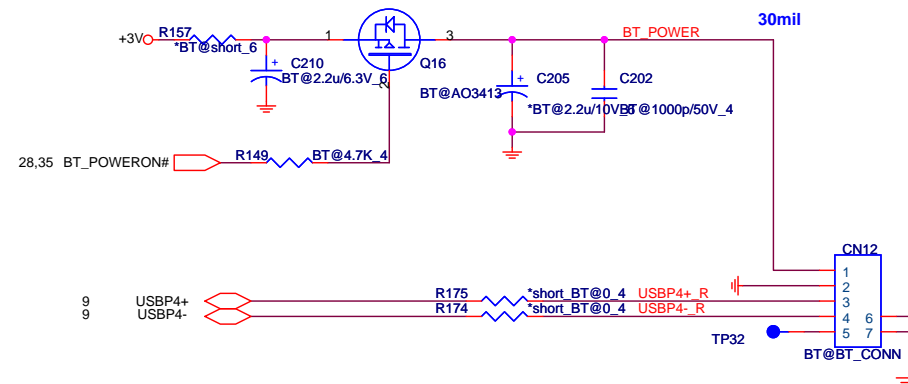 30mil
R157
+3V
*BT@short_6
1
3
BT_POWER
C210
BT@2.2u/6.3V_6
Q16
2
C205
C202
BT@AO3413
*BT@2.2u/10V_6
BT@1000p/50V_4
28,35 BT_POWERON#
R149
BT@4.7K_4
CN12
1
2
9 USBP4+
R175
*short_BT@0_4
USBP4+_R
3
9 USBP4-
R174
*short_BT@0_4
USBP4-_R
4
6
TP32
5
7
BT@BT_CONN